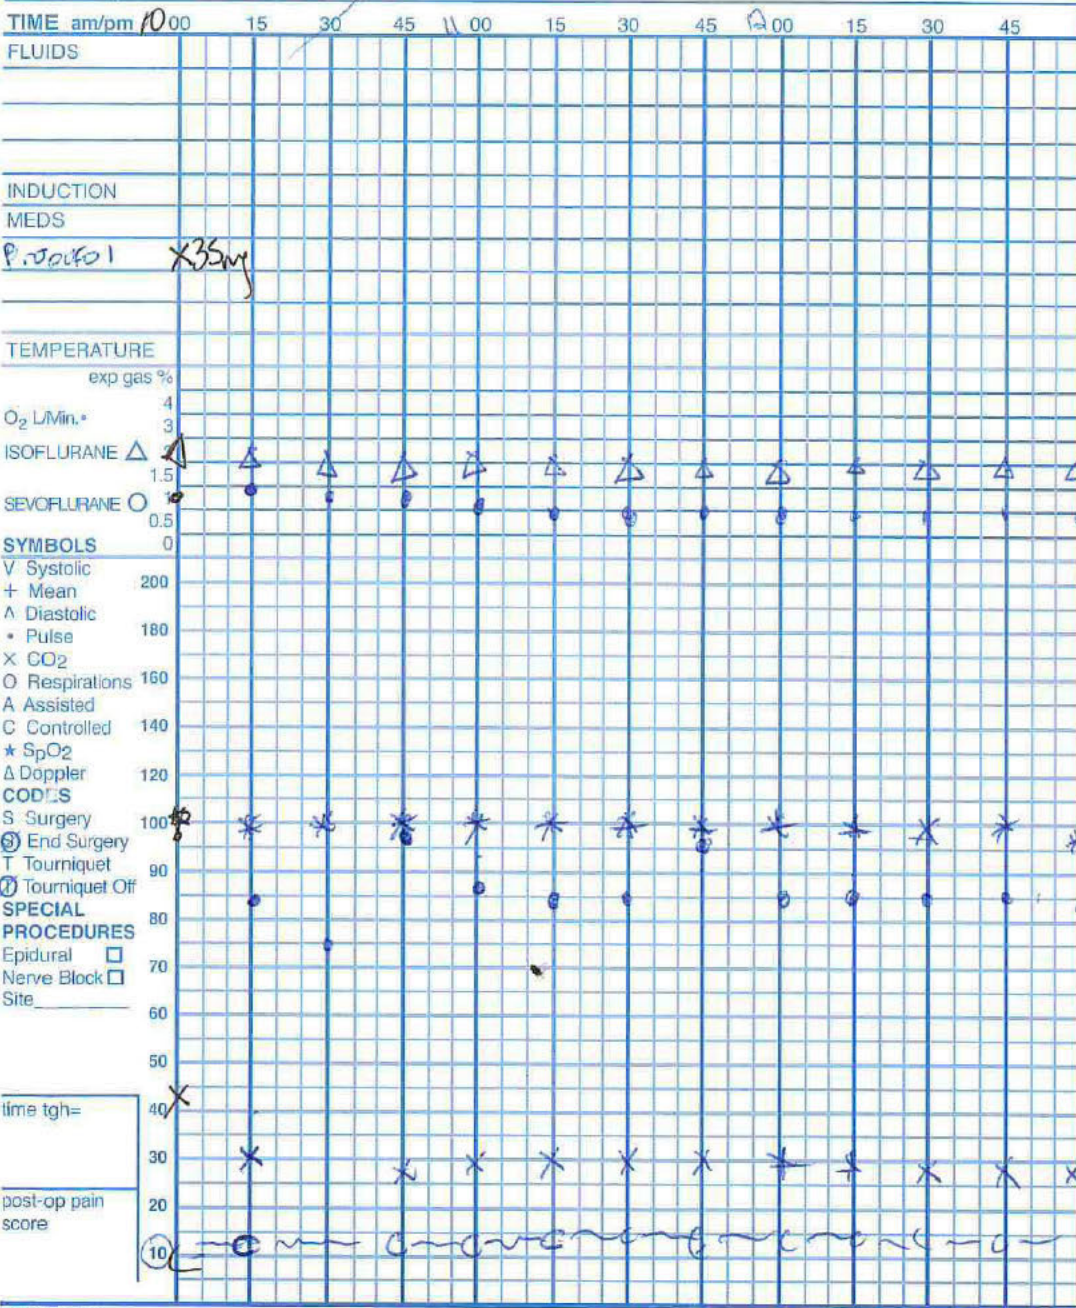 TIME am/pm 10 00 15 30 45 11 00 15 30 45 12 00 15 30 45
FLUIDS
INDUCTION
MEDS
Propofol X 35mg
TEMPERATURE
exp gas %
4
O₂ L/Min.•
3
ISOFLURANE △ 2
1.5
SEVOFLURANE O 1
0.5
SYMBOLS 0
V Systolic
200
+ Mean
^ Diastolic
180
• Pulse
X CO₂
O Respirations 160
A Assisted
C Controlled 140
★ SpO2
Δ Doppler 120
CODES
S Surgery 100
Ⓢ End Surgery
T Tourniquet 90
Ⓣ Tourniquet Off
SPECIAL 80
PROCEDURES
Epidural ☐
Nerve Block ☐ 70
Site
60
50
time tgh= 40
30
post-op pain 20
score
10